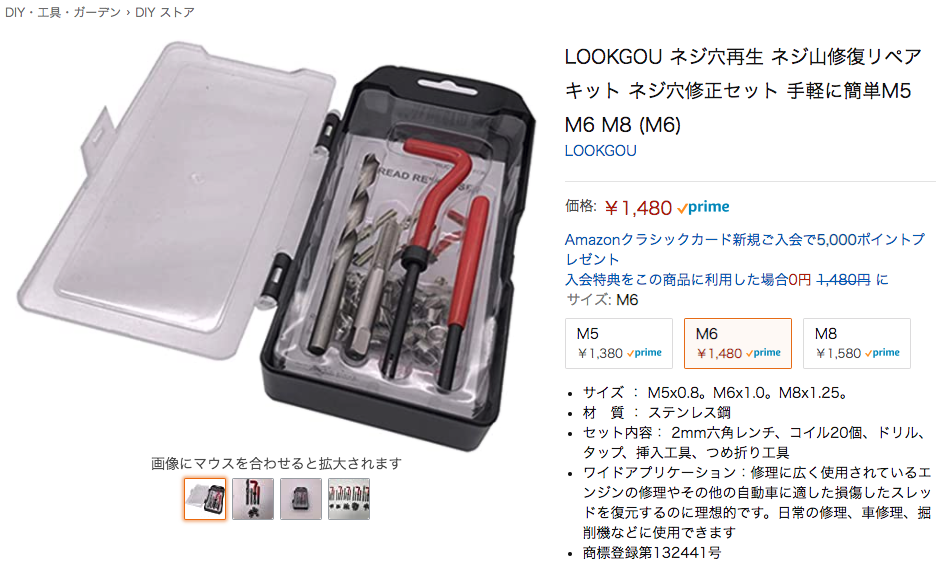 DIY・工具・ガーデン › DIY ストア
LOOKGOU ネジ穴再生 ネジ山修復リペア
キット ネジ穴修正セット 手軽に簡単M5
M6 M8 (M6)
LOOKGOU
価格: ￥1,480 prime
Amazonクラシックカード新規ご入会で5,000ポイントプ
レゼント
入会特典をこの商品に利用した場合0円 1,480円 に
サイズ: M6
M5 M6 M8
￥1,380 prime ￥1,480 prime ￥1,580 prime
• サイズ ： M5x0.8。M6x1.0。M8x1.25。
• 材　質 ： ステンレス鋼
• セット内容： 2mm六角レンチ、コイル20個、ドリル、
タップ、挿入工具、つめ折り工具
• ワイドアプリケーション：修理に広く使用されているエ
ンジンの修理やその他の自動車に適した損傷したスレッ
ドを復元するのに理想的です。日常の修理、車修理、掘
削機などに使用できます
• 商標登録第132441号
画像にマウスを合わせると拡大されます